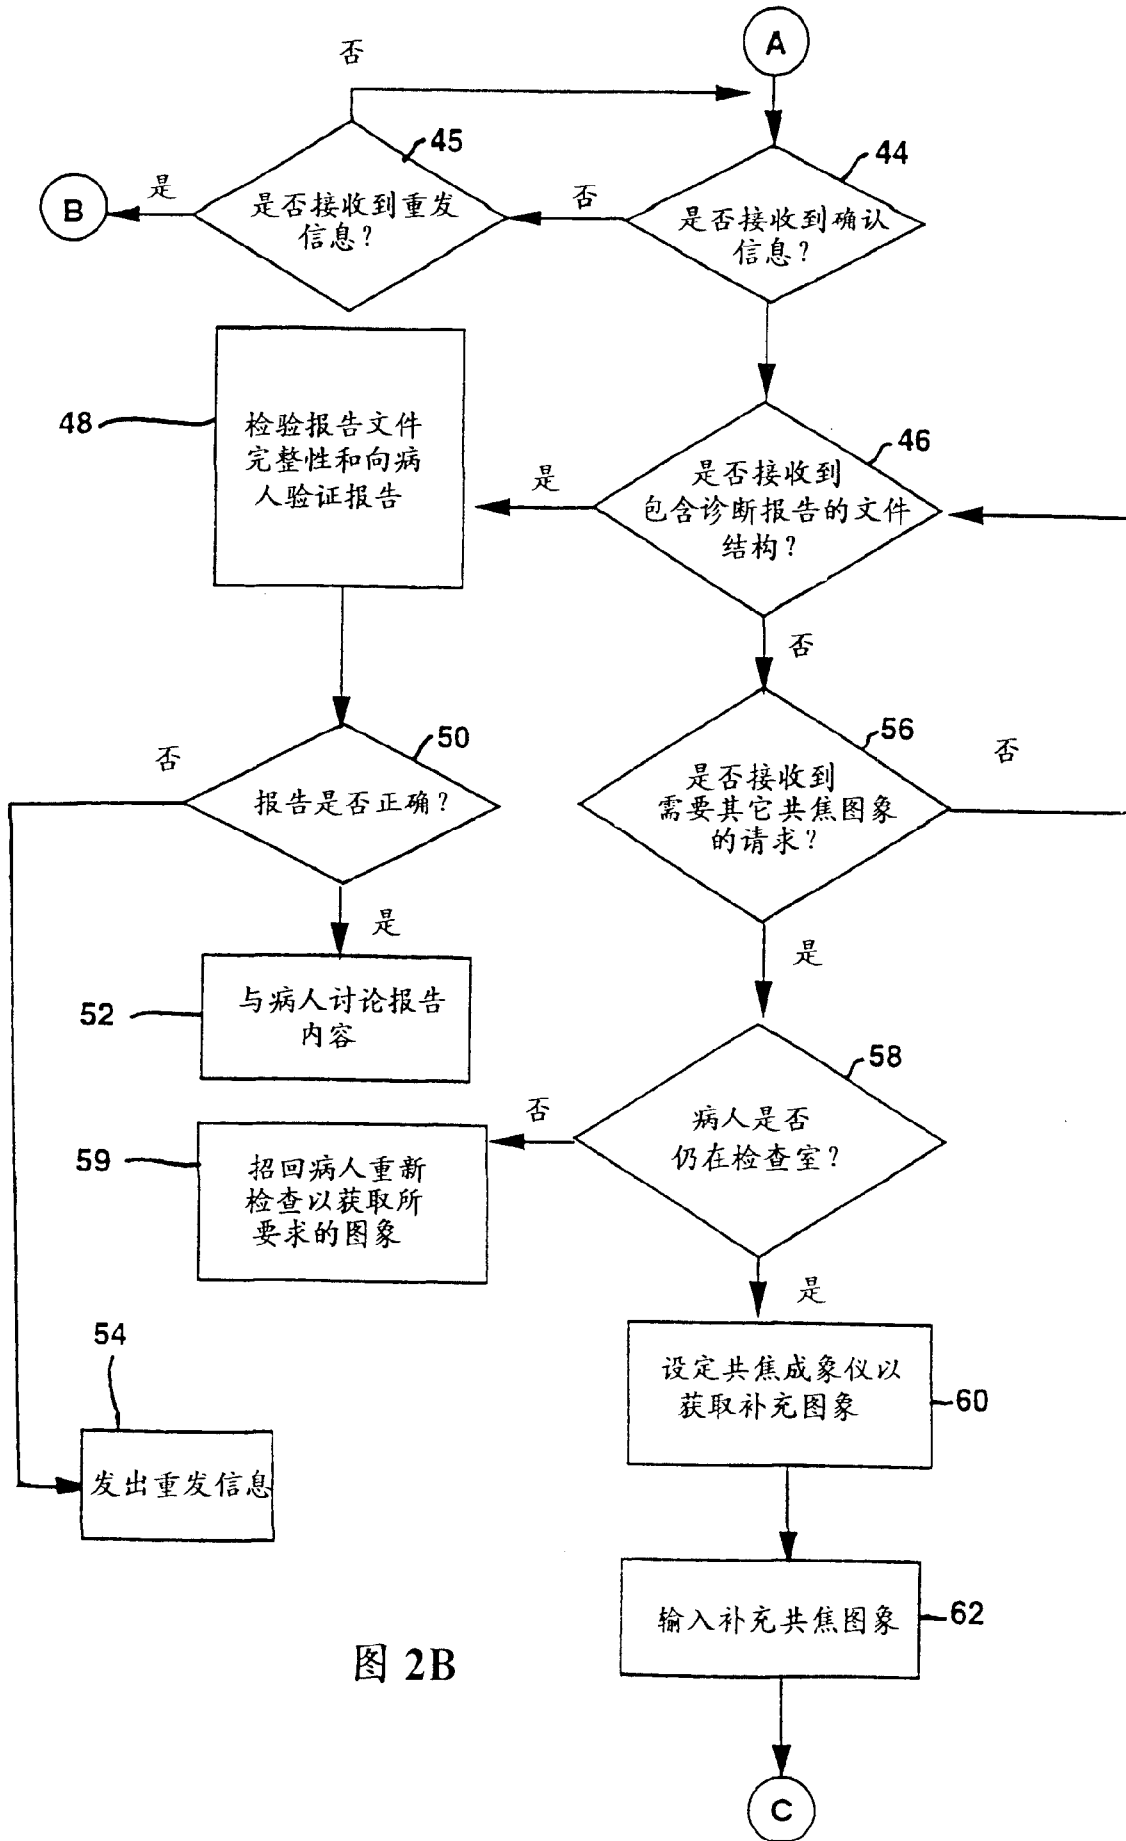 A
否
45
44
B
是
是否接收到重发
信息？
否
是否接收到确认
信息？
48
检验报告文件
完整性和向病
人验证报告
是
46
是否接收到
包含诊断报告的文件
结构？
否
50
否
报告是否正确？
56
否
是否接收到
需要其它共焦图象
的请求？
是
是
52
与病人讨论报告
内容
58
病人是否
仍在检查室？
否
59
招回病人重新
检查以获取所
要求的图象
是
54
发出重发信息
设定共焦成象仪以
获取补充图象
60
输入补充共焦图象
62
图 2B
C